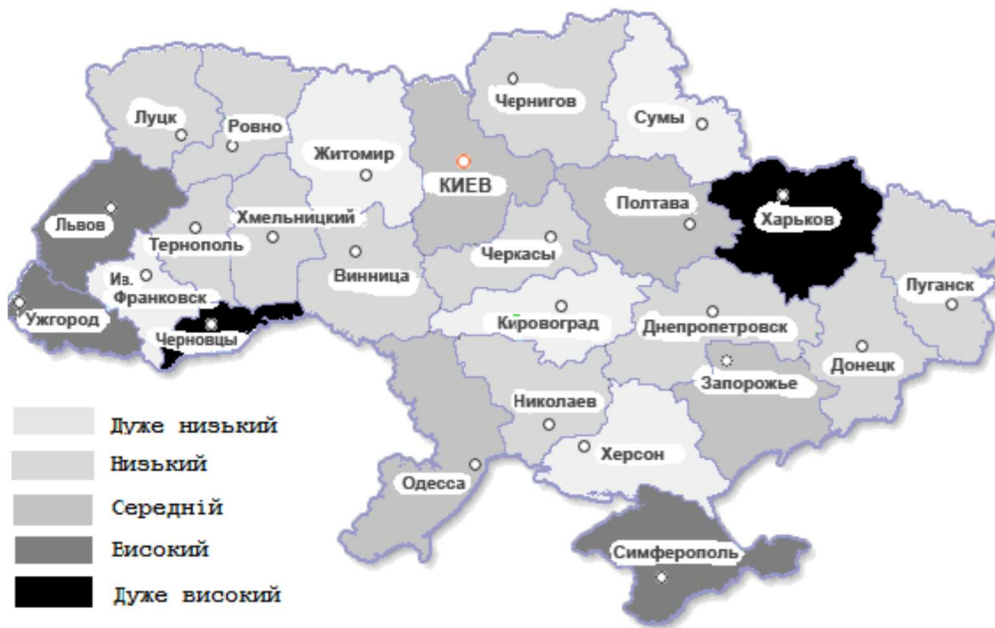 Чернигов
Сумы
Луцк
Ровно
Житомир
КИЕВ
Полтава
Харьков
Львов
Хмельницкий
Тернополь
Черкасы
Винница
Ив.
Франковск
Пуганск
Ужгород
Кировоград
Днепропетровск
Черновцы
Запорожье
Донецк
Николаев
Херсон
Одесса
Симферополь
Дуже низький
Низький
Середній
Високий
Дуже високий